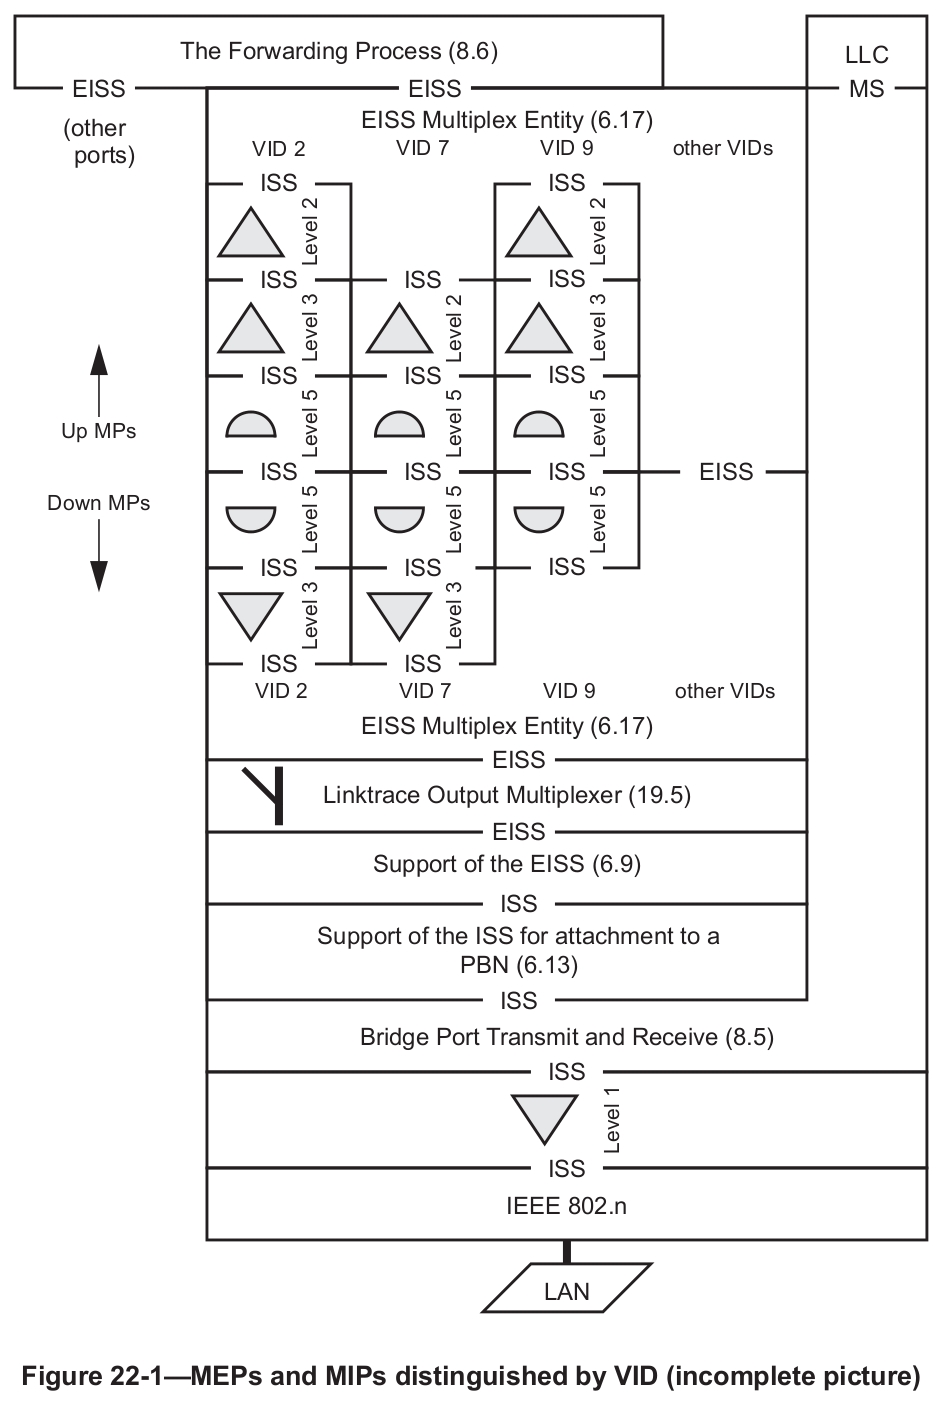 The Forwarding Process (8.6)
LLC
EISS
EISS
MS
(other
ports)
EISS Multiplex Entity (6.17)
VID 2
VID 7
VID 9
other VIDs
ISS
ISS
Level 2
Level 2
ISS
ISS
ISS
Level 3
Level 2
Level 3
ISS
ISS
ISS
Up MPs
Level 5
Level 5
Level 5
ISS
ISS
ISS
EISS
Down MPs
Level 5
Level 5
Level 5
ISS
ISS
ISS
Level 3
Level 3
ISS
ISS
VID 2
VID 7
VID 9
other VIDs
EISS Multiplex Entity (6.17)
EISS
Linktrace Output Multiplexer (19.5)
EISS
Support of the EISS (6.9)
ISS
Support of the ISS for attachment to a
PBN (6.13)
ISS
Bridge Port Transmit and Receive (8.5)
ISS
Level 1
ISS
IEEE 802.n
LAN
Figure 22-1—MEPs and MIPs distinguished by VID (incomplete picture)